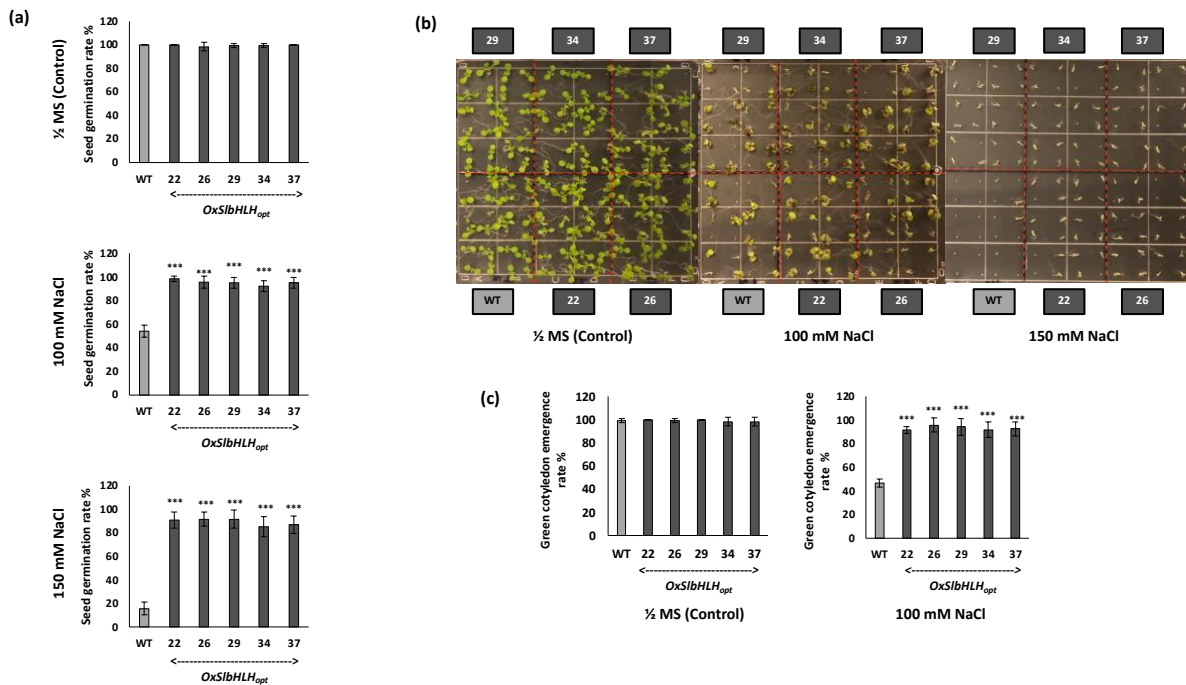 (a)
½ MS (Control)
Seed germination rate %
120
100
80
60
40
20
0
WT 22 26 29 34 37
<---------------------->
OxSlbHLHopt
100 mM NaCl
Seed germination rate %
120
100
80
60
40
20
0
*** *** *** *** ***
WT 22 26 29 34 37
<---------------------->
OxSlbHLHopt
150 mM NaCl
Seed germination rate %
120
100
80
60
40
20
0
*** *** *** *** ***
WT 22 26 29 34 37
<---------------------->
OxSlbHLHopt
(b)
29 34 37 29 34 37 29 34 37
WT 22 26 WT 22 26 WT 22 26
½ MS (Control) 100 mM NaCl 150 mM NaCl
(c)
Green cotyledon emergence
rate %
120
100
80
60
40
20
0
WT 22 26 29 34 37
<---------------------->
OxSlbHLHopt
½ MS (Control)
Green cotyledon emergence
rate %
120
100
80
60
40
20
0
*** *** *** *** ***
WT 22 26 29 34 37
<---------------------->
OxSlbHLHopt
100 mM NaCl